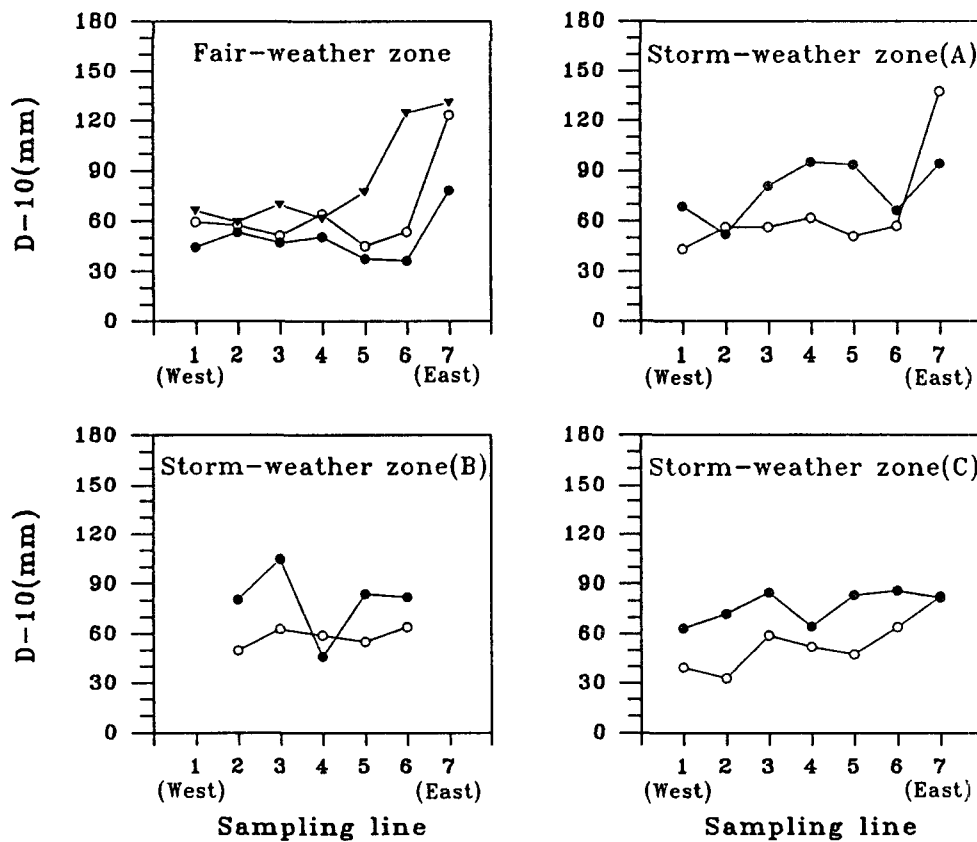 Fair-weather zone
D-10(mm)
180
150
120
90
60
30
0
1 2 3 4 5 6 7
(West) (East)
Storm-weather zone(A)
180
150
120
90
60
30
0
1 2 3 4 5 6 7
(West) (East)
Storm-weather zone(B)
D-10(mm)
180
150
120
90
60
30
0
1 2 3 4 5 6 7
(West) (East)
Sampling line
Storm-weather zone(C)
180
150
120
90
60
30
0
1 2 3 4 5 6 7
(West) (East)
Sampling line